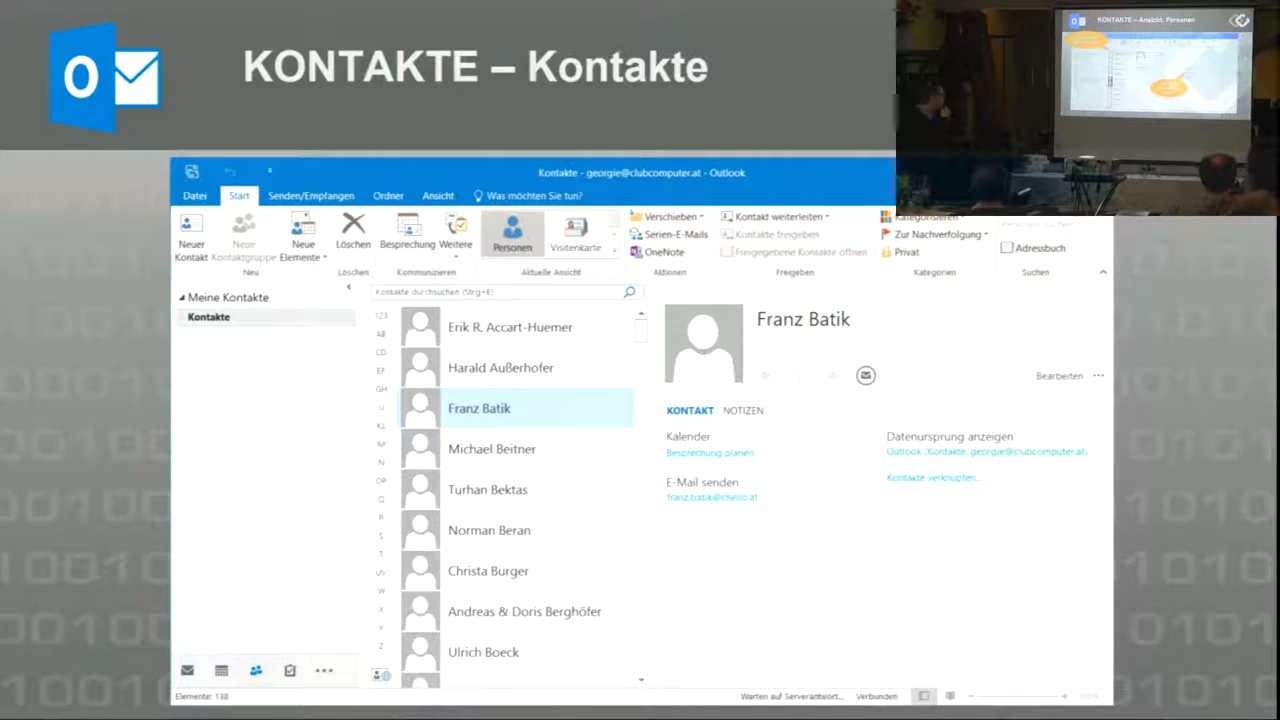 KONTAKTE – Kontakte
KONTAKTE – Ansicht: Personen
Kontakte - georgie@clubcomputer.at - Outlook
Datei Start Senden/Empfangen Ordner Ansicht Was möchten Sie tun?
Neuer Kontakt
Neue Kontaktgruppe
Neue Elemente
Löschen
Besprechung
Weitere
Personen
Visitenkarte
Verschieben
Serien-E-Mails
OneNote
Kontakt weiterleiten
Kontakte freigeben
Freigegebene Kontakte öffnen
Kategorisieren
Zur Nachverfolgung
Privat
Adressbuch
Neu Löschen Kommunizieren Aktuelle Ansicht Aktionen Freigeben Kategorien Suchen
Meine Kontakte
Kontakte
Kontakte durchsuchen (Strg+E)
123
AB
CD
EF
GH
IJ
KL
M
N
OP
Q
R
S
T
UV
W
X
Y
Z
Erik R. Accart-Huemer
Harald Außerhofer
Franz Batik
Michael Beitner
Turhan Bektas
Norman Beran
Christa Burger
Andreas & Doris Berghöfer
Ulrich Boeck
Franz Batik
Bearbeiten
KONTAKT NOTIZEN
Kalender
Besprechung planen
E-Mail senden
franz.batik@chello.at
Datenursprung anzeigen
Outlook (Kontakte, georgie@clubcomputer.at)
Kontakte verknüpfen...
Elemente: 138
Warten auf Serverantwort... Verbunden